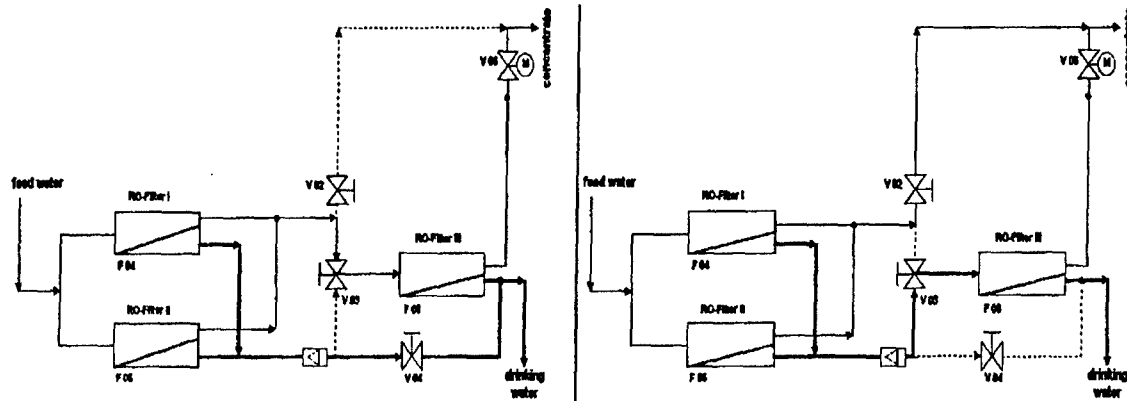 V 05
M
concentrate
V 02
feed water
RO-Filter I
F 04
RO-Filter II
F 05
V 03
RO-Filter III
F 06
V 04
drinking
water
V 05
M
V 02
feed water
RO-Filter I
F 04
RO-Filter II
F 05
V 03
RO-Filter III
F 06
V 04
drinking
water